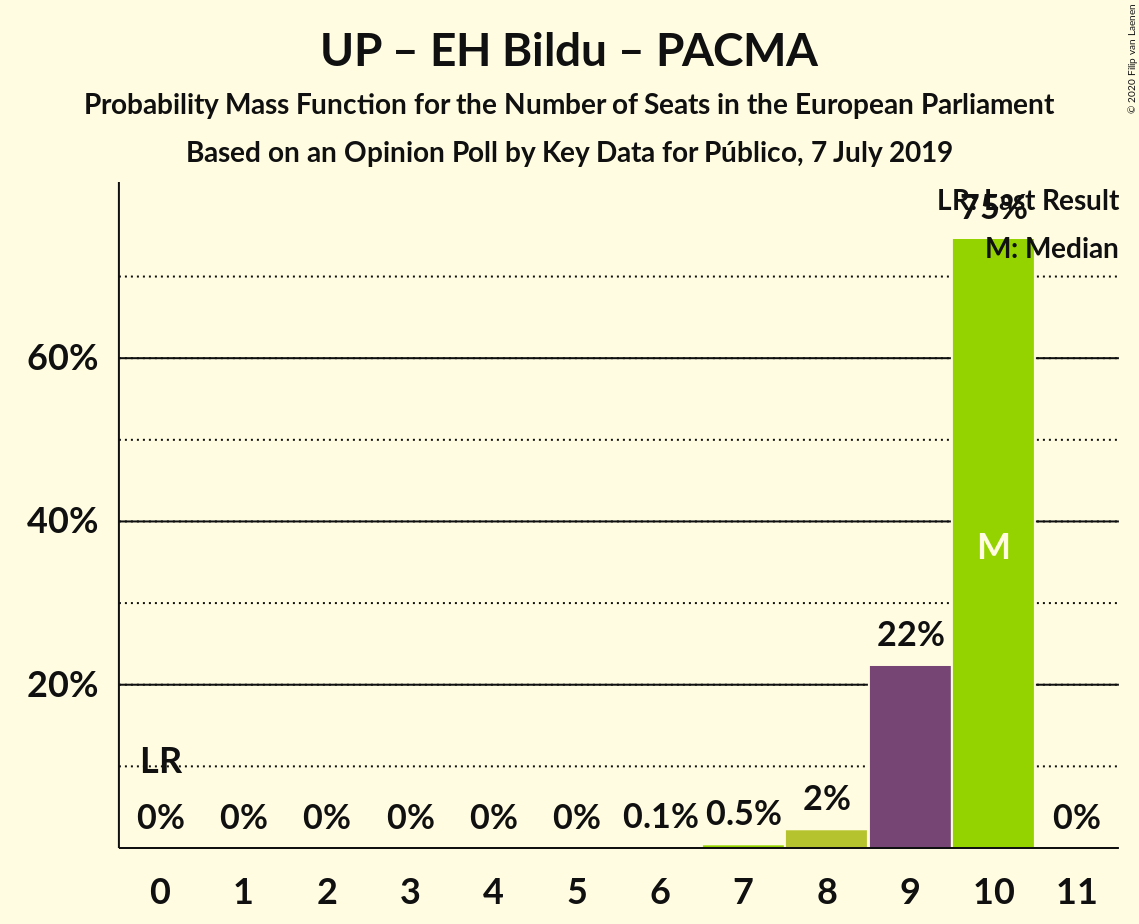 UP – EH Bildu – PACMA
Probability Mass Function for the Number of Seats in the European Parliament
Based on an Opinion Poll by Key Data for Público, 7 July 2019
© 2020 Filip van Laenen
LR: Last Result
75%
M: Median
60%
40%
M
22%
20%
LR
0% 0% 0% 0% 0% 0% 0.1% 0.5% 2% 0%
0 1 2 3 4 5 6 7 8 9 10 11